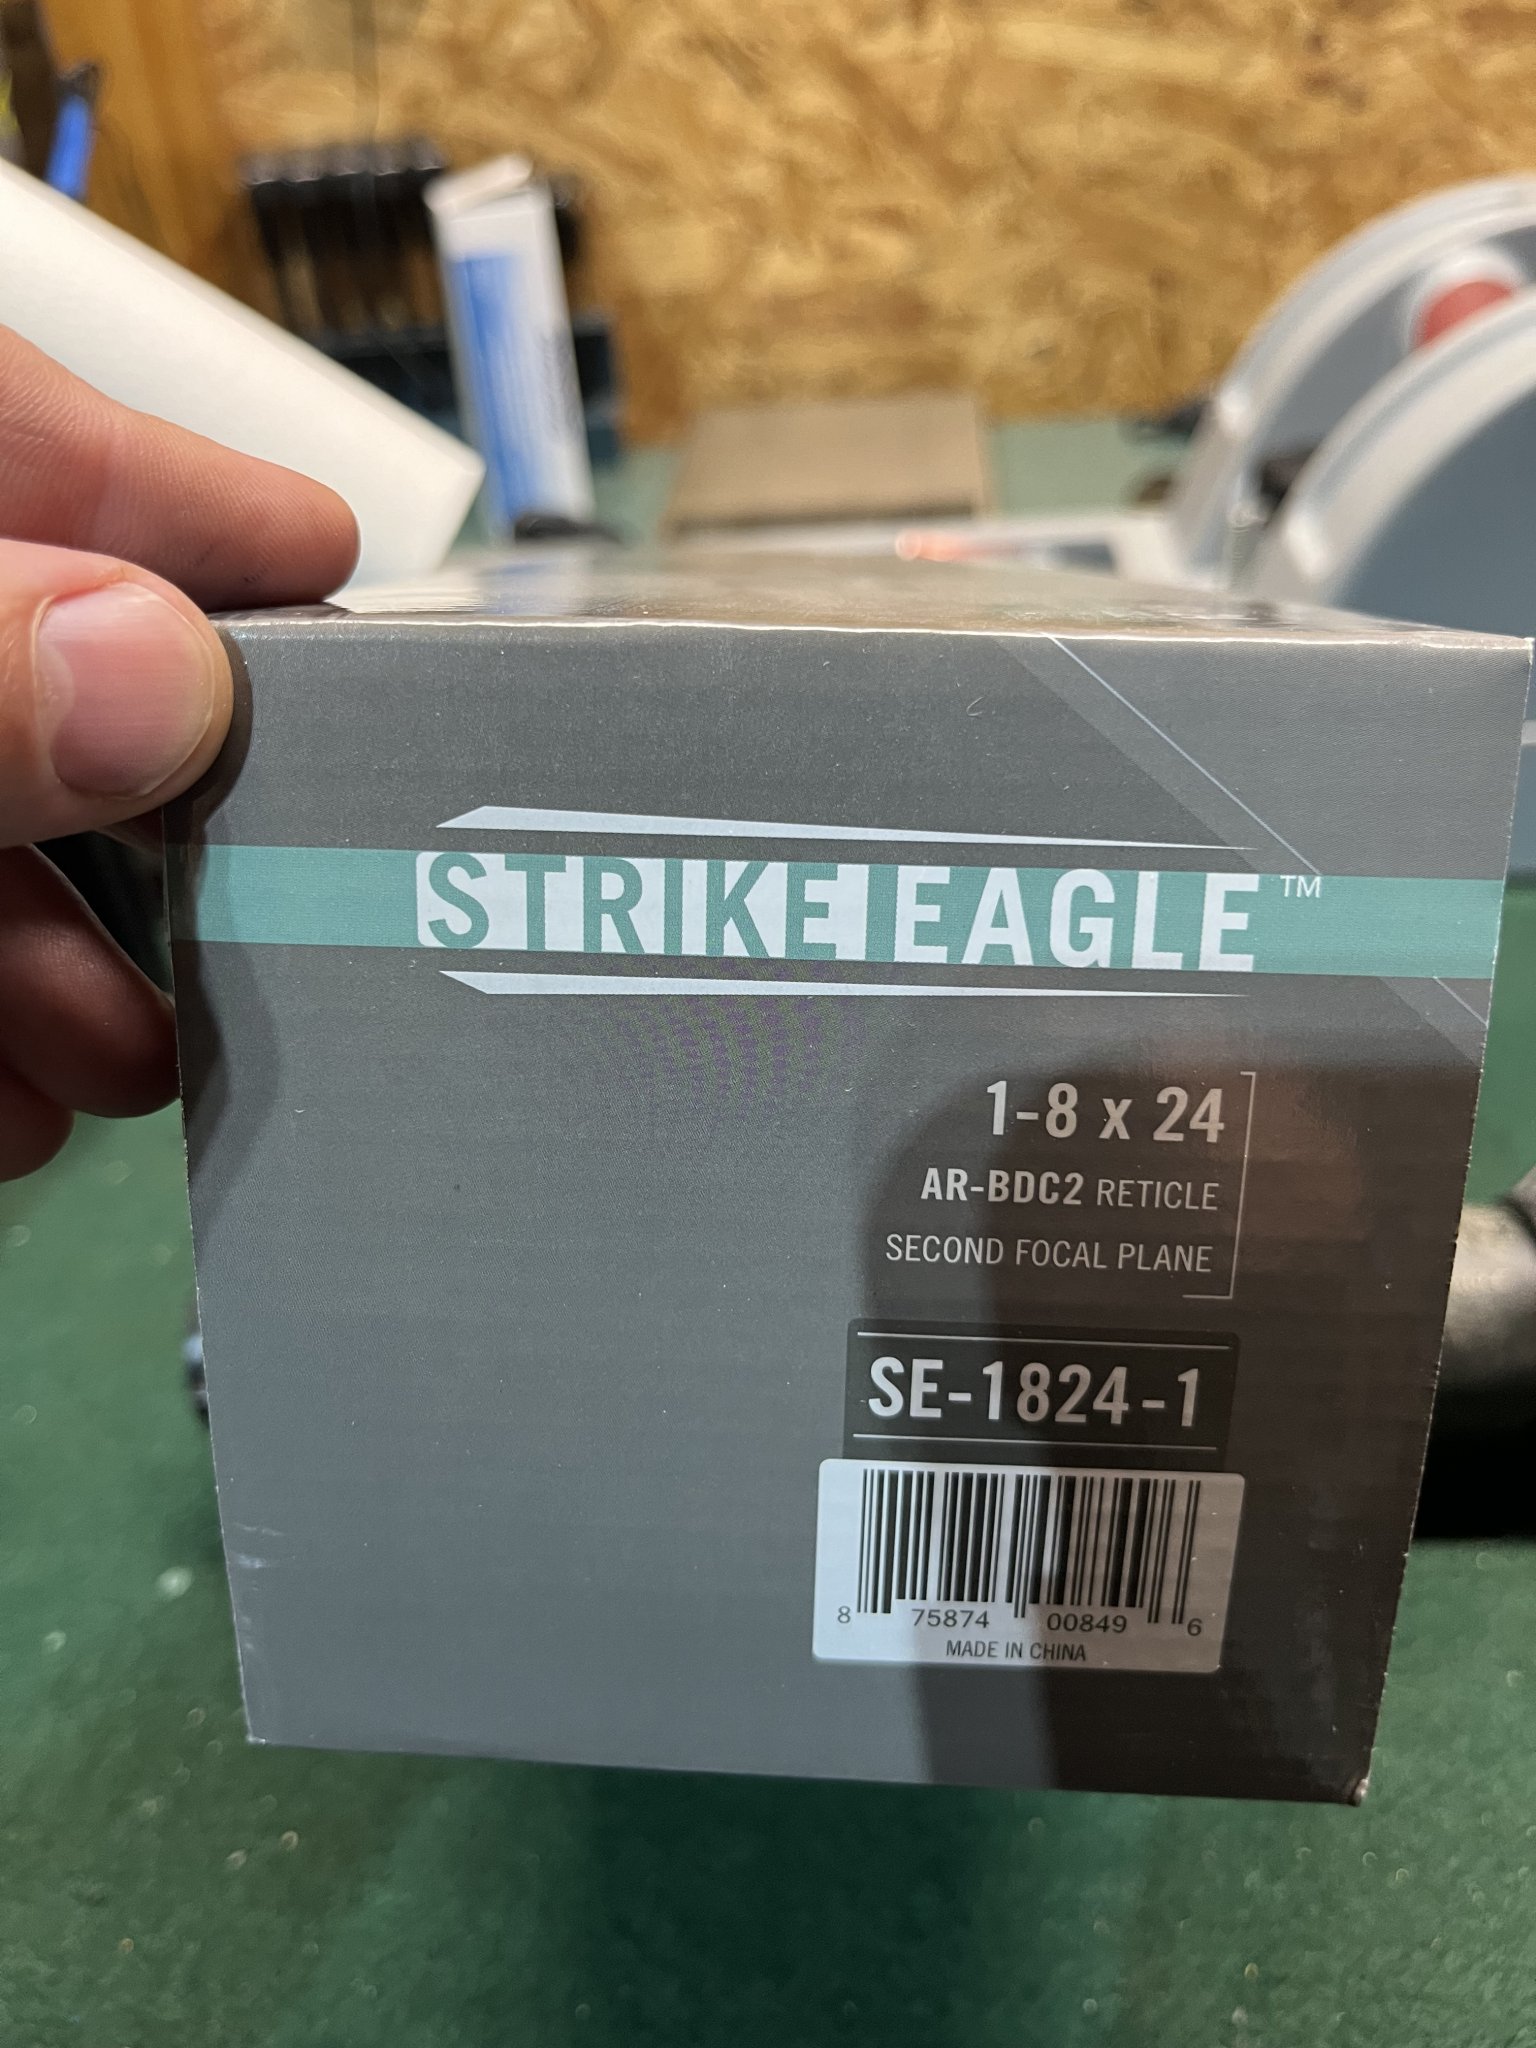 STRIKE EAGLE™
1-8 x 24
AR-BDC2 RETICLE
SECOND FOCAL PLANE
SE-1824-1
8 75874 00849 6
MADE IN CHINA